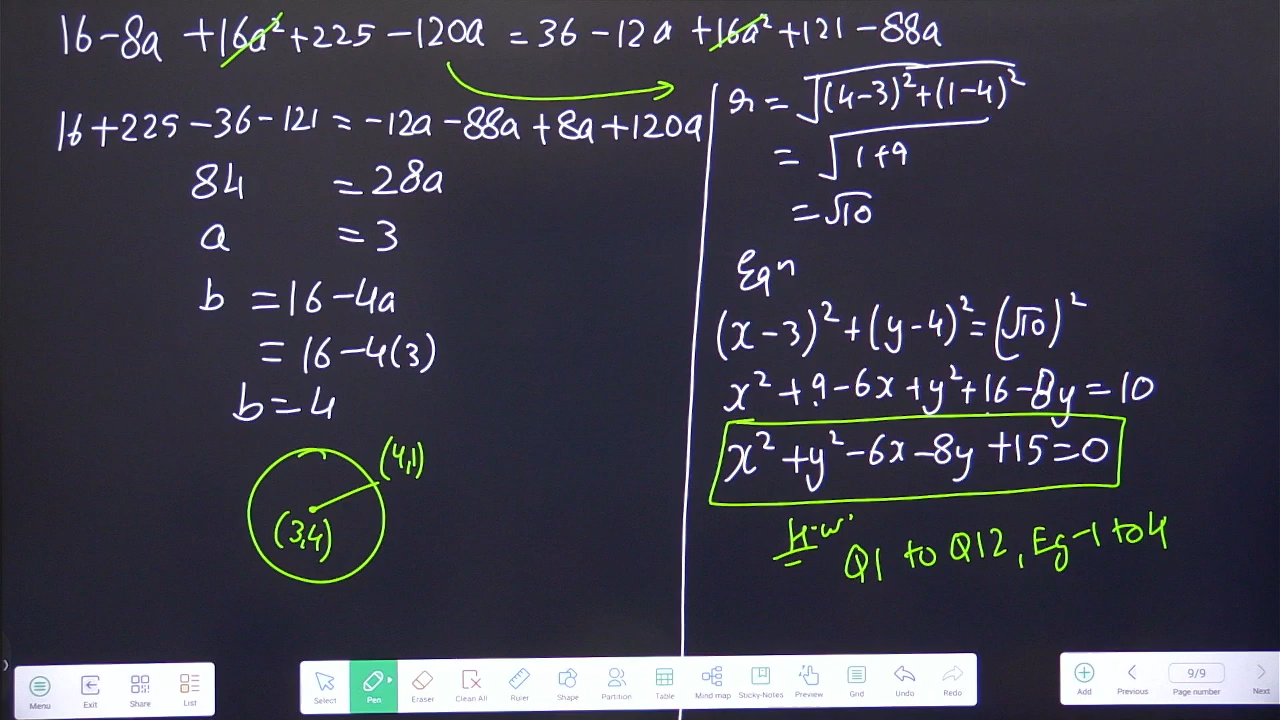 16-8a +16a²+225 -120a = 36 -12a +16a² +121 -88a
16+225 -36 -121 = -12a -88a +8a +120a
84 = 28a
a = 3
b = 16 -4a
= 16 -4(3)
b = 4
(4,1)
(3,4)
r = √(4-3)²+(1-4)²
= √1+9
= √10
Eqn
(x-3)²+(y-4)²=(√10)²
x²+9-6x+y²+16-8y=10
x²+y²-6x-8y+15=0
H.W.
Q1 to Q12, Eg-1 to 4
Menu
Exit
Share
List
Select
Pen
Eraser
Clean All
Ruler
Shape
Partition
Table
Mind map
Sticky-Notes
Preview
Grid
Undo
Redo
Add
Previous
9/9
Page number
Next